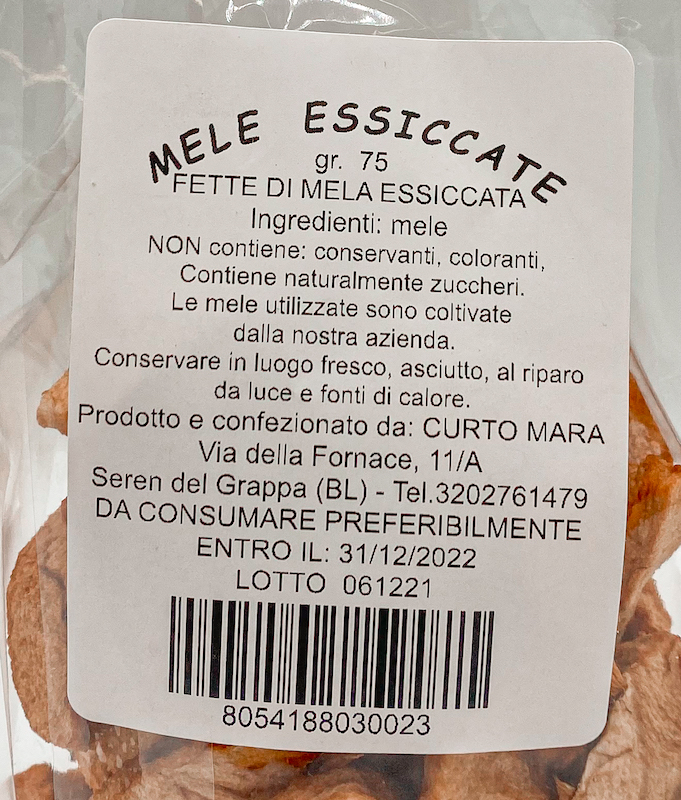 MELE ESSICCATE
gr. 75
FETTE DI MELA ESSICCATA
Ingredienti: mele
NON contiene: conservanti, coloranti,
Contiene naturalmente zuccheri.
Le mele utilizzate sono coltivate
dalla nostra azienda.
Conservare in luogo fresco, asciutto, al riparo
da luce e fonti di calore.
Prodotto e confezionato da: CURTO MARA
Via della Fornace, 11/A
Seren del Grappa (BL) - Tel.3202761479
DA CONSUMARE PREFERIBILMENTE
ENTRO IL: 31/12/2022
LOTTO 061221
8054188030023